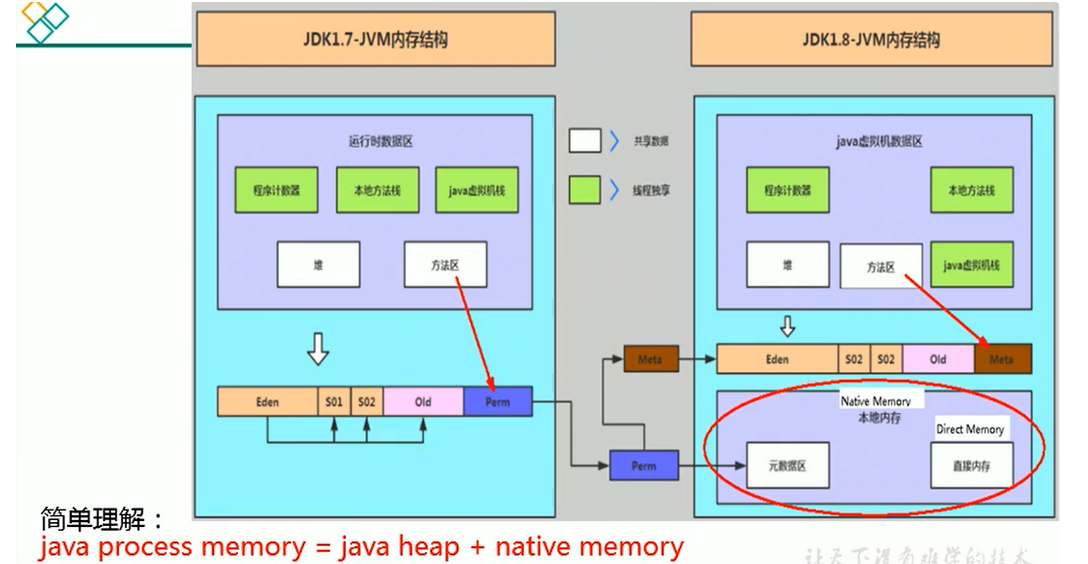 JDK1.7-JVM内存结构
JDK1.8-JVM内存结构
运行时数据区
程序计数器
本地方法栈
java虚拟机栈
堆
方法区
共享数据
线程独享
java虚拟机数据区
程序计数器
本地方法栈
堆
方法区
java虚拟机栈
Eden
S01
S02
Old
Perm
Meta
Perm
Eden
S02
S02
Old
Meta
Native Memory
本地内存
Direct Memory
元数据区
直接内存
简单理解：
java process memory = java heap + native memory
让天下没有难学的技术